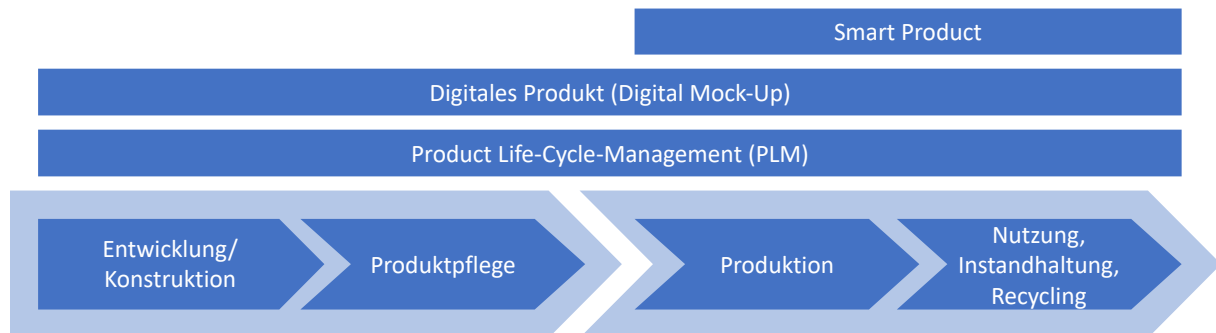 Smart Product
Digitales Produkt (Digital Mock-Up)
Product Life-Cycle-Management (PLM)
Entwicklung/
Konstruktion
Produktpflege
Produktion
Nutzung,
Instandhaltung,
Recycling